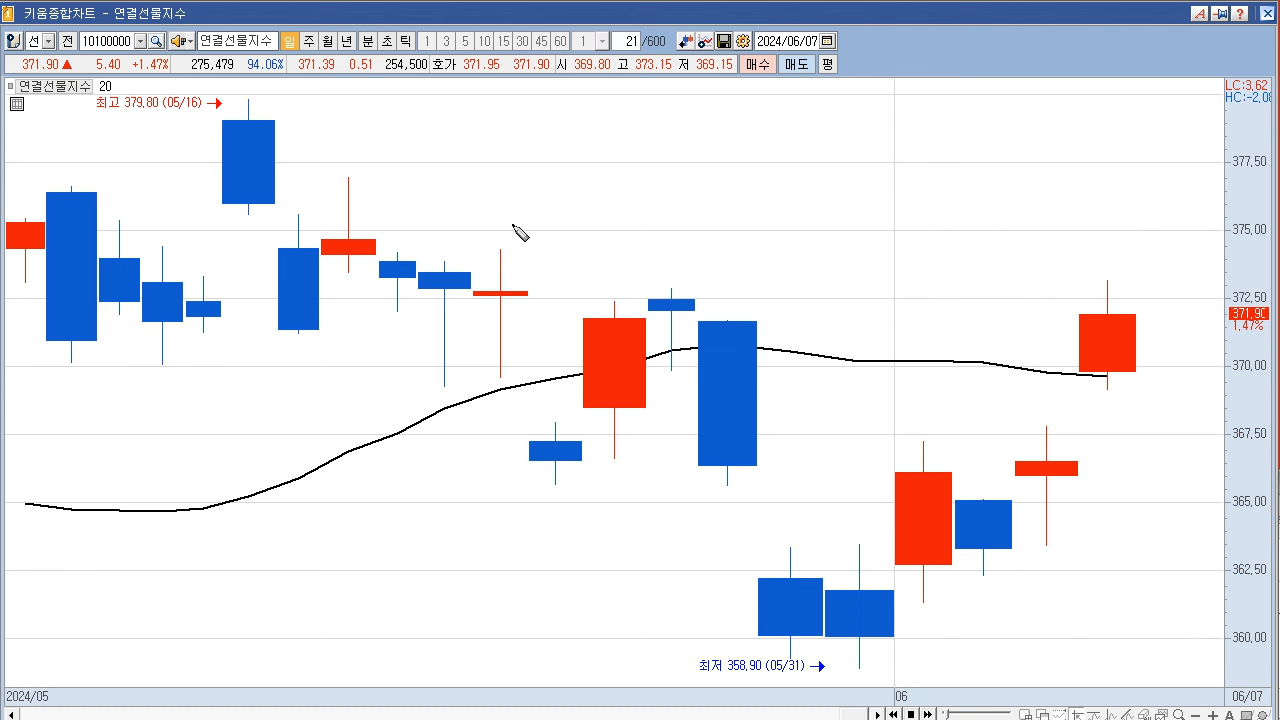 키움종합차트 - 연결선물지수
선 전 10100000 연결선물지수 일 주 월 년 분 초 틱 1 3 5 10 15 30 45 60 1 21 /600 2024/06/07
371.90 ▲ 5.40 +1.47% 275,479 94.06% 371.39 0.51 254,500 호가 371.95 371.90 시 369.80 고 373.15 저 369.15 매수 매도 평
연결선물지수 20
LC:3,62
HC:-2,08
최고 379,80 (05/16) →
377,50
375,00
372,50
371,90
1,47%
370,00
367,50
365,00
362,50
360,00
최저 358,90 (05/31) →
2024/05 06 06/07